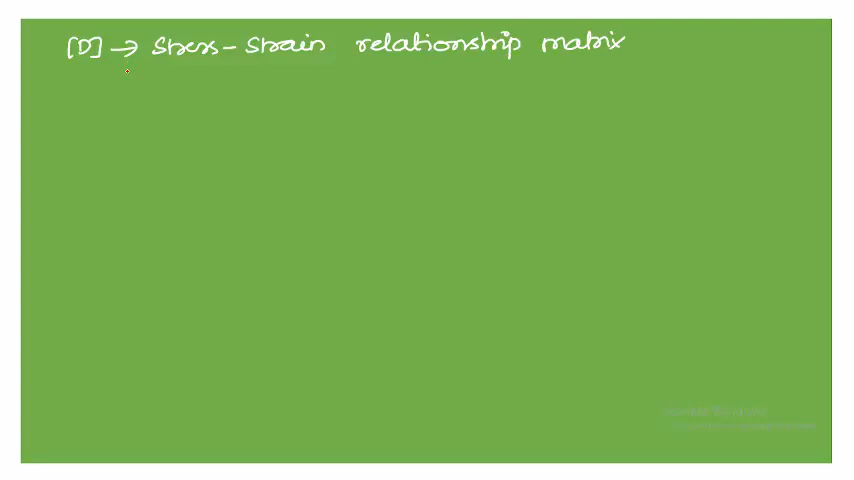 [D] → Stress - Strain relationship matrix